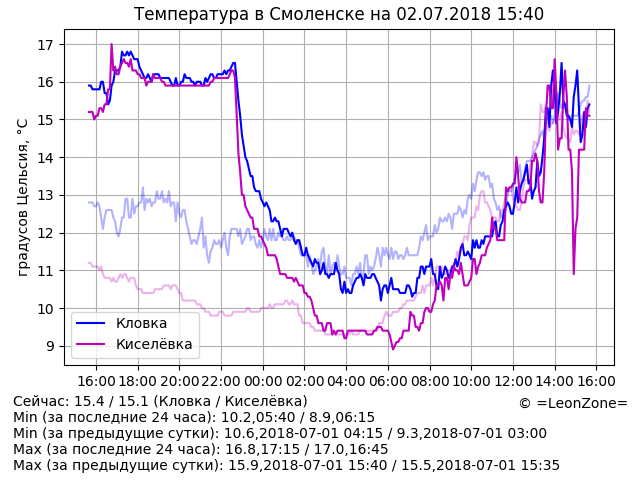 Температура в Смоленске на 02.07.2018 15:40
градусов Цельсия, °C
17
16
15
14
13
12
11
10
9
Кловка
Киселёвка
16:00 18:00 20:00 22:00 00:00 02:00 04:00 06:00 08:00 10:00 12:00 14:00 16:00
Сейчас: 15.4 / 15.1 (Кловка / Киселёвка)
© =LeonZone=
Min (за последние 24 часа): 10.2,05:40 / 8.9,06:15
Min (за предыдущие сутки): 10.6,2018-07-01 04:15 / 9.3,2018-07-01 03:00
Max (за последние 24 часа): 16.8,17:15 / 17.0,16:45
Max (за предыдущие сутки): 15.9,2018-07-01 15:40 / 15.5,2018-07-01 15:35